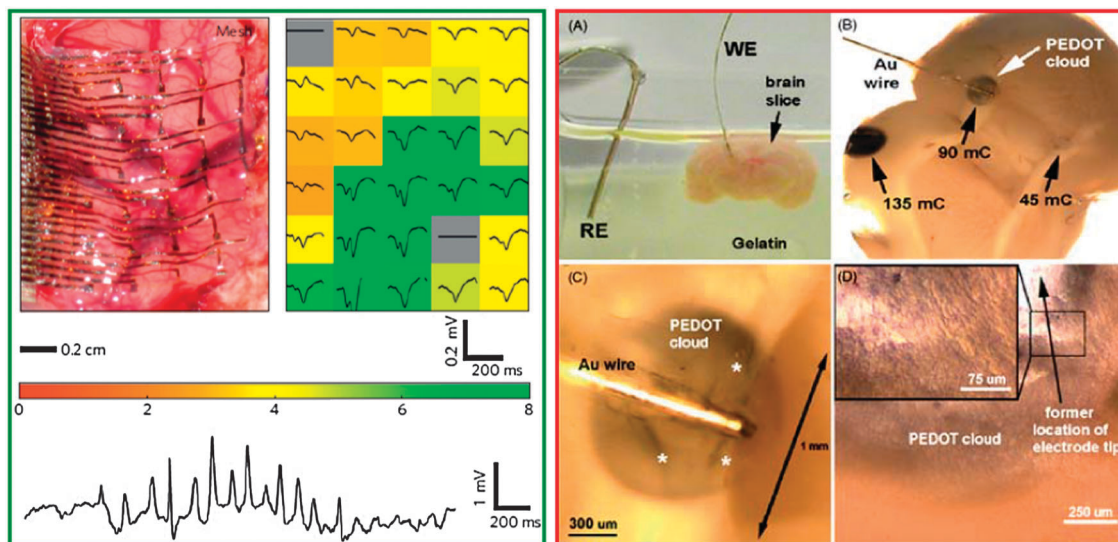 Mesh
0.2 cm
0.2 mV
200 ms
0
2
4
6
8
1 mV
200 ms
(A)
WE
brain
slice
RE
Gelatin
(B)
Au
wire
PEDOT
cloud
90 mC
135 mC
45 mC
(C)
PEDOT
cloud
Au wire
*
*
*
1 mm
300 um
(D)
75 um
former
location of
electrode tip
PEDOT cloud
250 um